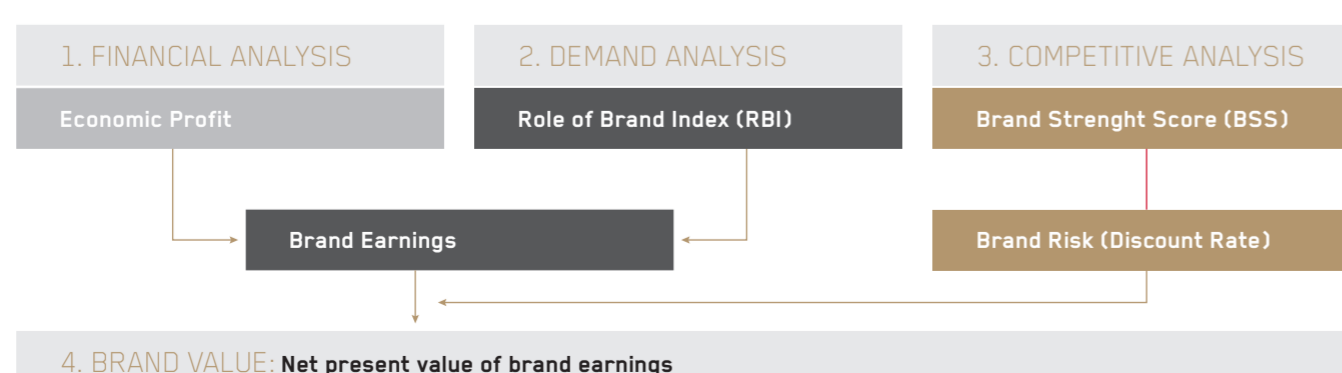 1. FINANCIAL ANALYSIS
2. DEMAND ANALYSIS
3. COMPETITIVE ANALYSIS
Economic Profit
Role of Brand Index (RBI)
Brand Strenght Score (BSS)
Brand Earnings
Brand Risk (Discount Rate)
4. BRAND VALUE: Net present value of brand earnings